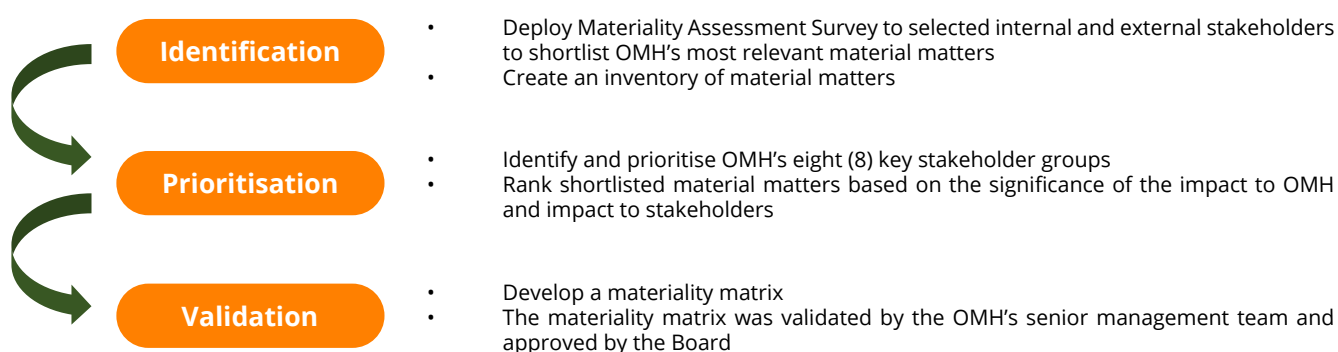 Identification
• Deploy Materiality Assessment Survey to selected internal and external stakeholders
to shortlist OMH’s most relevant material matters
• Create an inventory of material matters
Prioritisation
• Identify and prioritise OMH’s eight (8) key stakeholder groups
• Rank shortlisted material matters based on the significance of the impact to OMH
and impact to stakeholders
Validation
• Develop a materiality matrix
• The materiality matrix was validated by the OMH’s senior management team and
approved by the Board